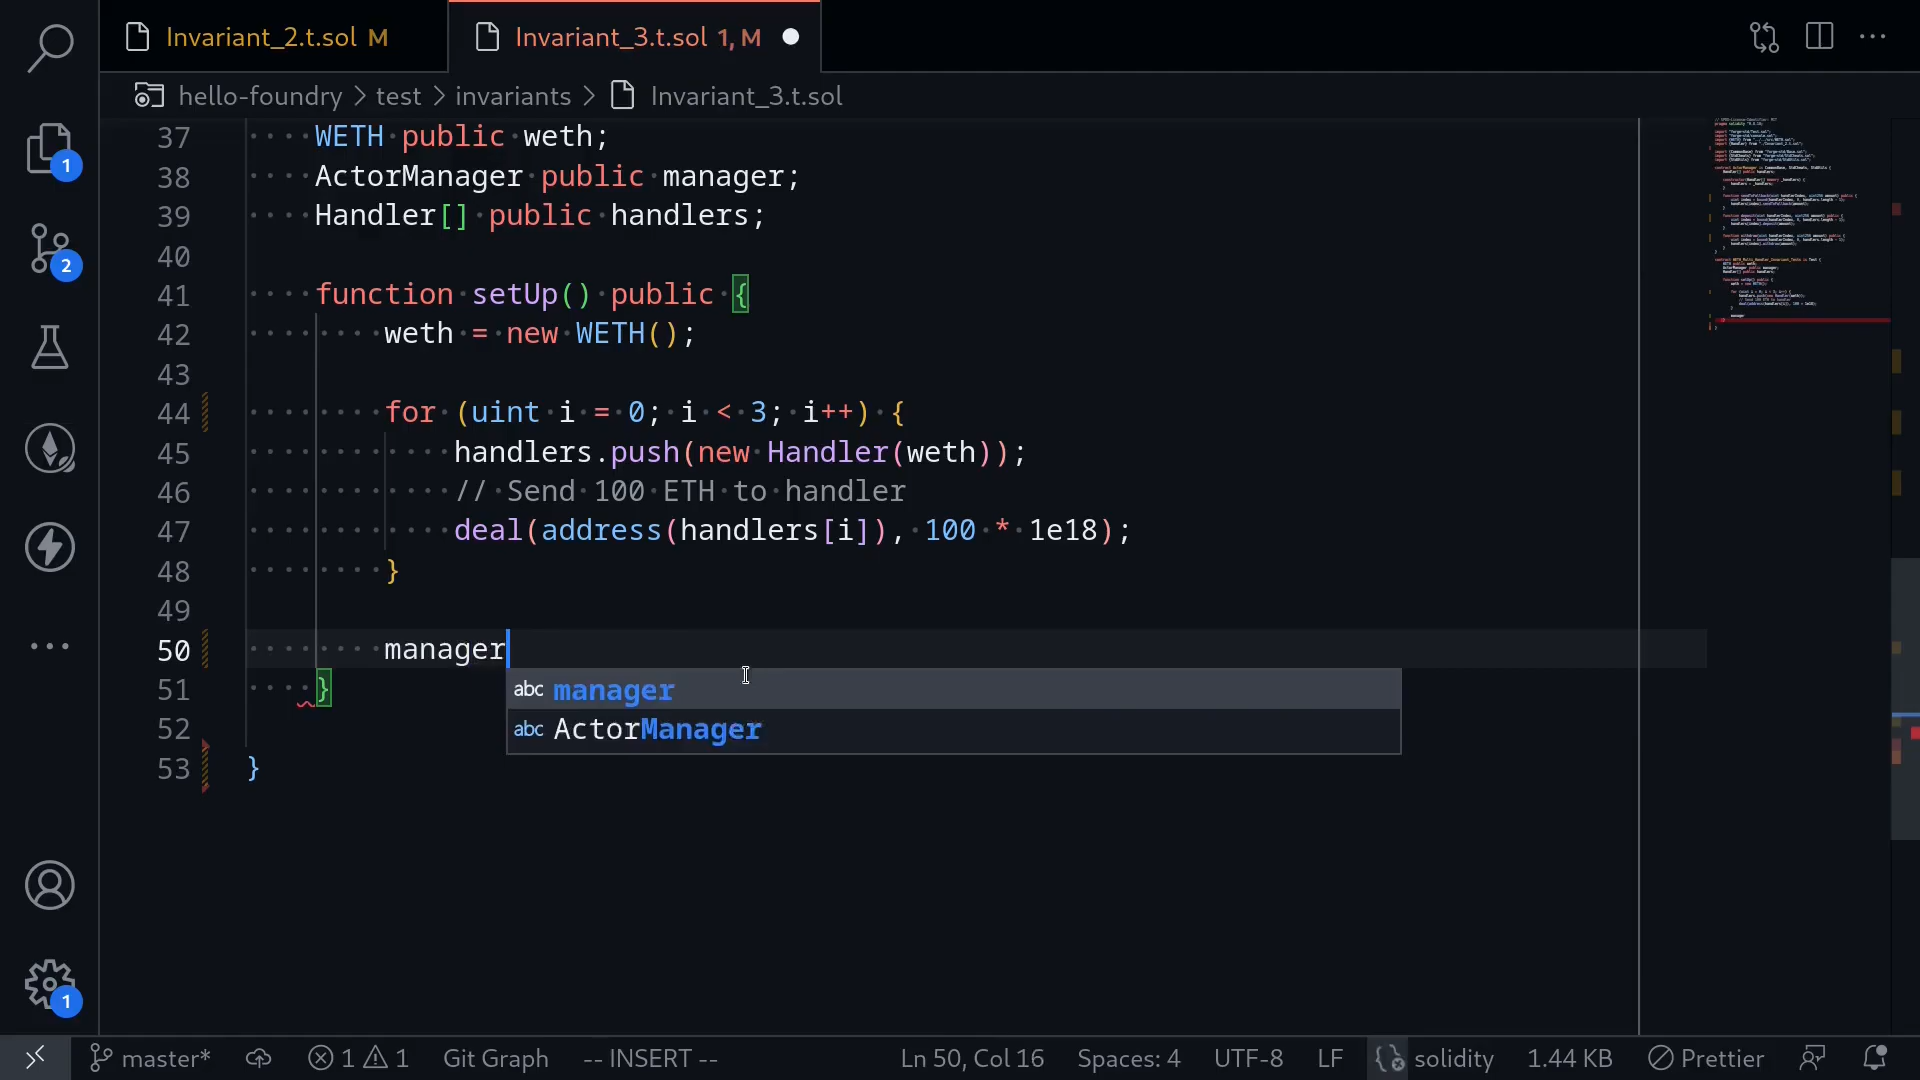 Invariant_2.t.sol M
Invariant_3.t.sol 1, M
hello-foundry > test > invariants > Invariant_3.t.sol
37 WETH public weth;
38 ActorManager public manager;
39 Handler[] public handlers;
40
41 function setUp() public {
42 weth = new WETH();
43
44 for (uint i = 0; i < 3; i++) {
45 handlers.push(new Handler(weth));
46 // Send 100 ETH to handler
47 deal(address(handlers[i]), 100 * 1e18);
48 }
49
50 manager
51 }
52
53 }
abc manager
abc ActorManager
1
2
1
master* 1 1 Git Graph -- INSERT -- Ln 50, Col 16 Spaces: 4 UTF-8 LF solidity 1.44 KB Prettier